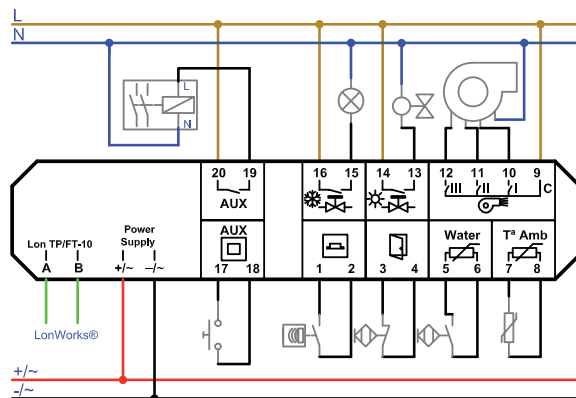 L
N
L
N
20 19 16 15 14 13 12 11 10 9
III II I C
AUX
AUX
Water Tª Amb
Lon TP/FT-10 Power Supply
A B +/~ –/~
17 18 1 2 3 4 5 6 7 8
LonWorks®
+/~
-/~